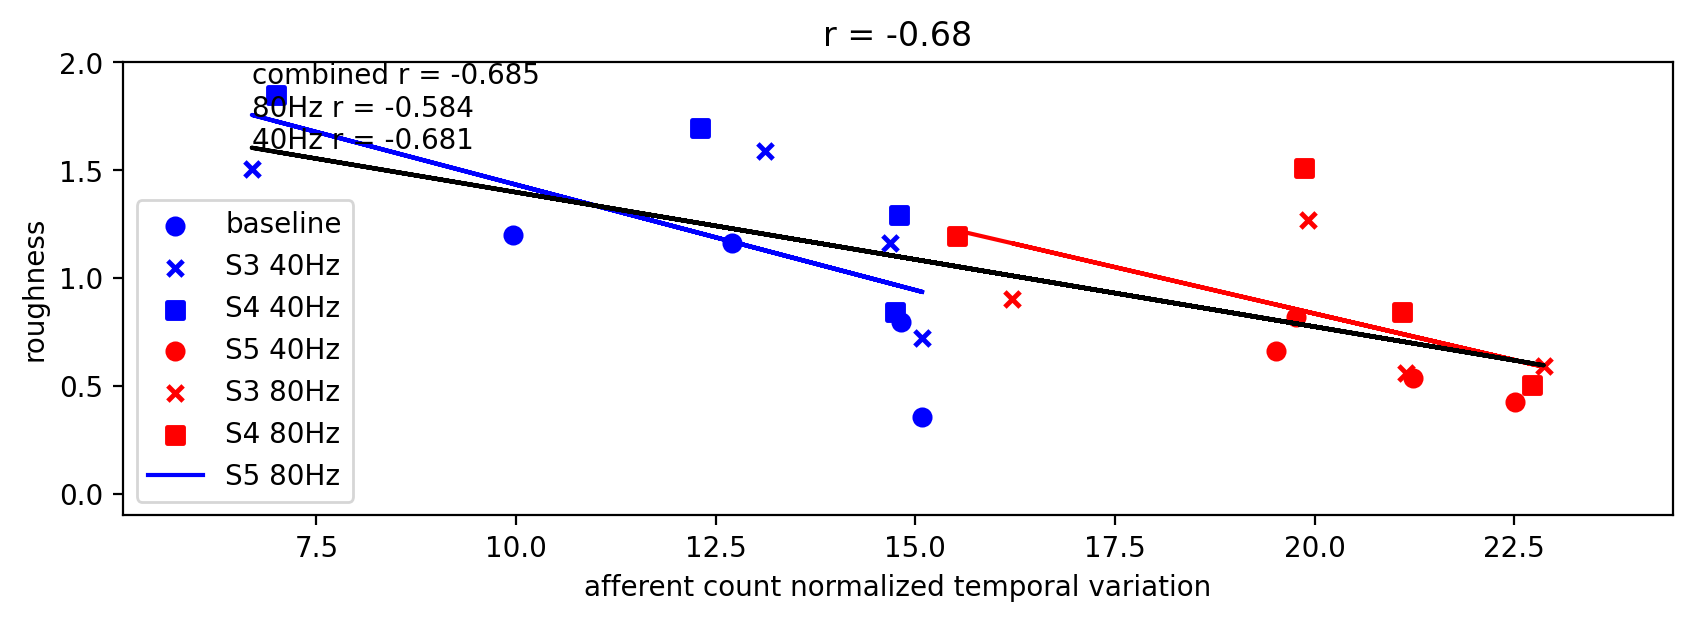 r = -0.68
combined r = -0.685
80Hz r = -0.584
40Hz r = -0.681
2.0
1.5
1.0
0.5
0.0
roughness
baseline
S3 40Hz
S4 40Hz
S5 40Hz
S3 80Hz
S4 80Hz
S5 80Hz
7.5 10.0 12.5 15.0 17.5 20.0 22.5
afferent count normalized temporal variation